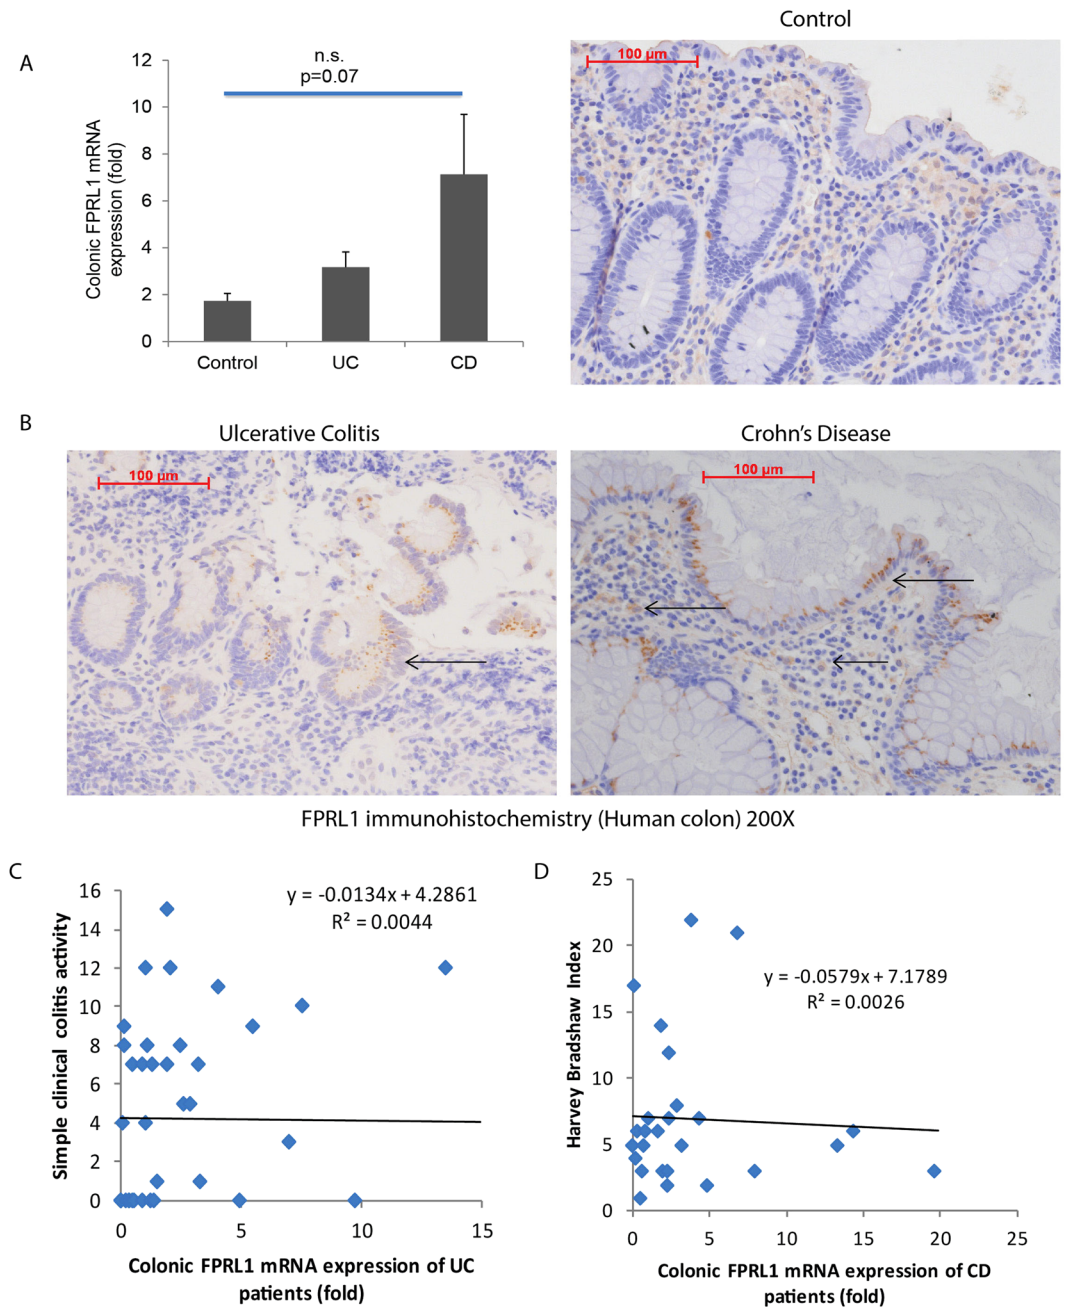 A
n.s.
p=0.07
Colonic FPRL1 mRNA
expression (fold)
12
10
8
6
4
2
0
Control
UC
CD
Control
100 µm
B
Ulcerative Colitis
100 µm
Crohn's Disease
100 µm
FPRL1 immunohistochemistry (Human colon) 200X
C
Simple clinical colitis activity
16
14
12
10
8
6
4
2
0
y = -0.0134x + 4.2861
R² = 0.0044
0
5
10
15
Colonic FPRL1 mRNA expression of UC
patients (fold)
D
Harvey Bradshaw Index
25
20
15
10
5
0
y = -0.0579x + 7.1789
R² = 0.0026
0
5
10
15
20
25
Colonic FPRL1 mRNA expression of CD
patients (fold)